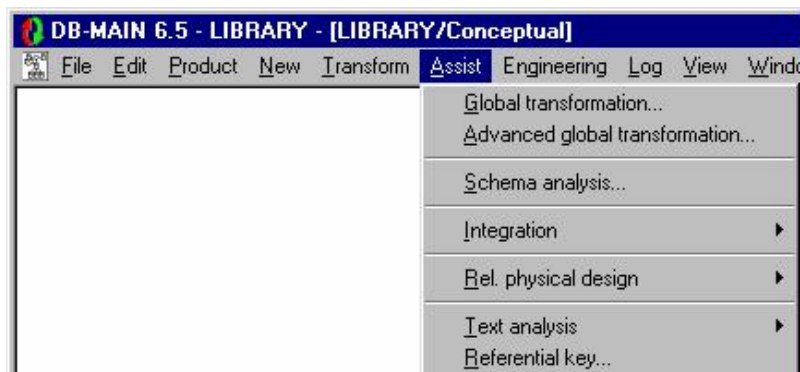 DB-MAIN 6.5 - LIBRARY - [LIBRARY/Conceptual]
File Edit Product New Transform Assist Engineering Log View Windo
Global transformation...
Advanced global transformation...
Schema analysis...
Integration
Rel. physical design
Text analysis
Referential key...